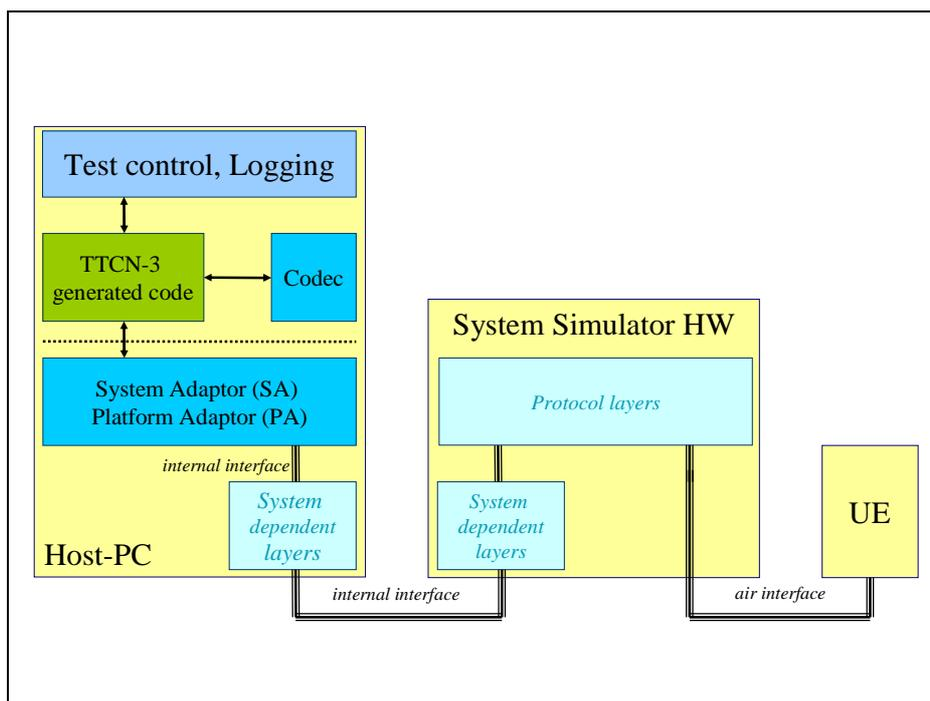 Test control, Logging
TTCN-3
generated code
Codec
System Adaptor (SA)
Platform Adaptor (PA)
internal interface
System
dependent
layers
Host-PC
internal interface
System Simulator HW
Protocol layers
System
dependent
layers
air interface
UE